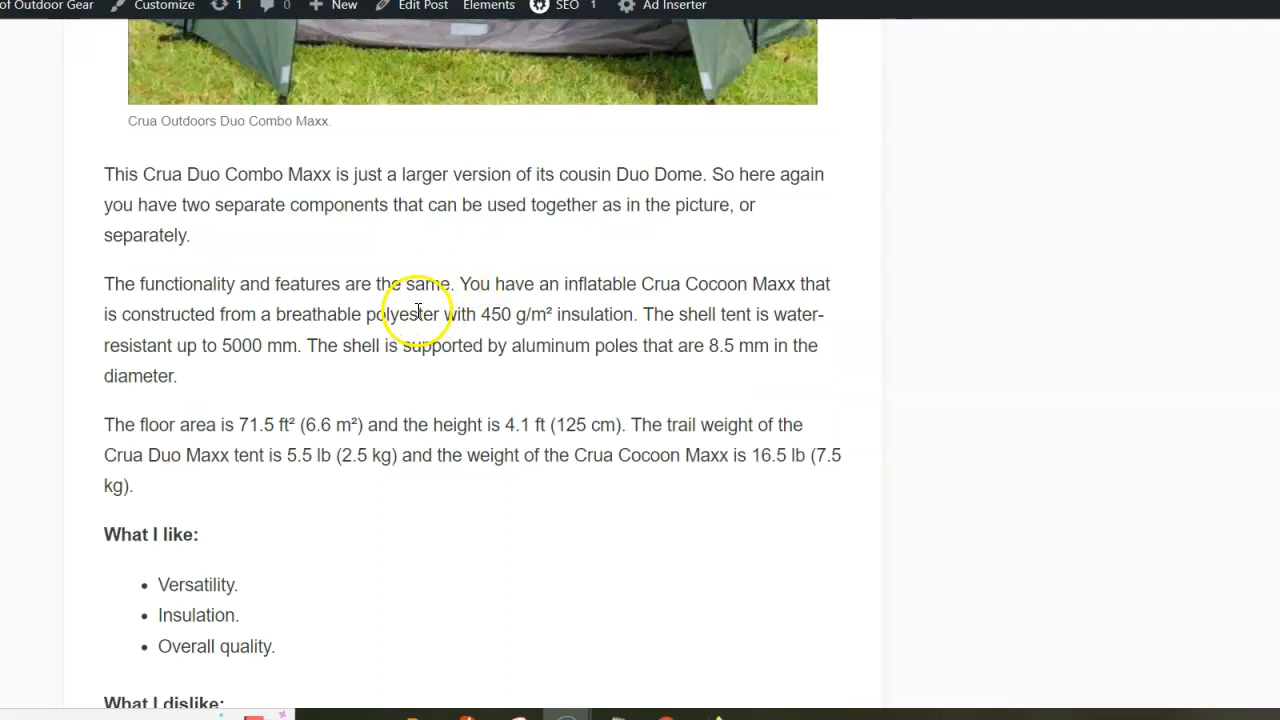 of Outdoor Gear Customize 1 0 New Edit Post Elements SEO 1 Ad Inserter
Crua Outdoors Duo Combo Maxx.
This Crua Duo Combo Maxx is just a larger version of its cousin Duo Dome. So here again
you have two separate components that can be used together as in the picture, or
separately.
The functionality and features are the same. You have an inflatable Crua Cocoon Maxx that
is constructed from a breathable polyester with 450 g/m² insulation. The shell tent is water-
resistant up to 5000 mm. The shell is supported by aluminum poles that are 8.5 mm in the
diameter.
The floor area is 71.5 ft² (6.6 m²) and the height is 4.1 ft (125 cm). The trail weight of the
Crua Duo Maxx tent is 5.5 lb (2.5 kg) and the weight of the Crua Cocoon Maxx is 16.5 lb (7.5
kg).
What I like:
• Versatility.
• Insulation.
• Overall quality.
What I dislike: